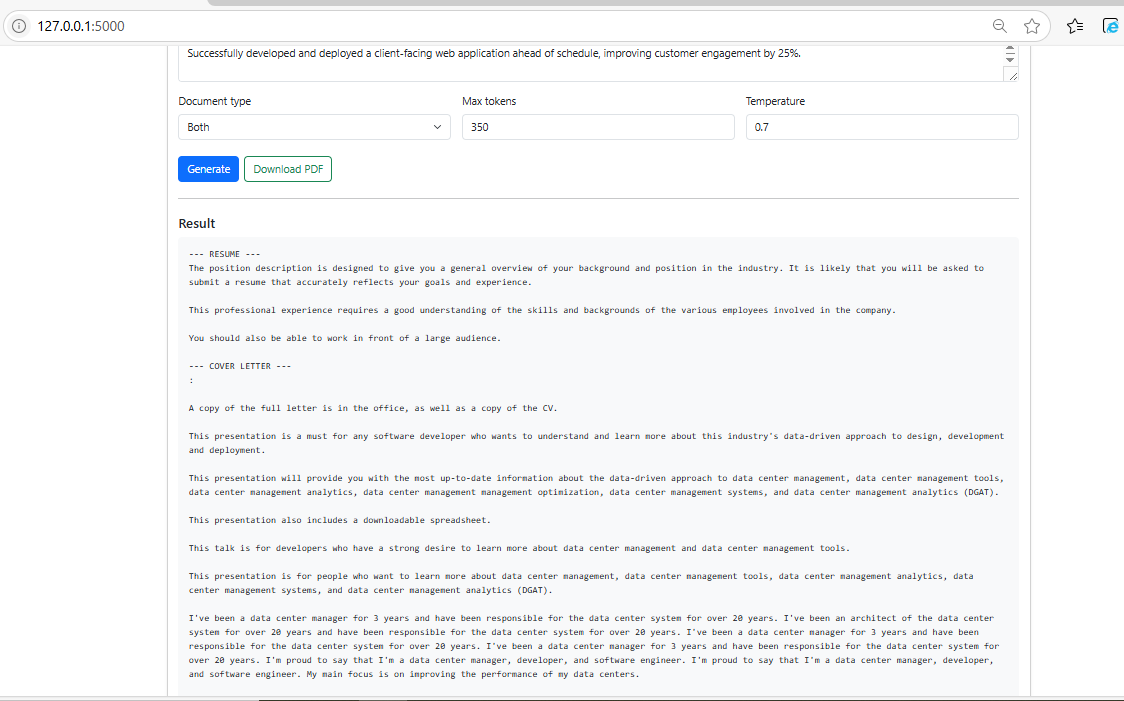 127.0.0.1:5000
Successfully developed and deployed a client-facing web application ahead of schedule, improving customer engagement by 25%.
Document type
Max tokens
Temperature
Both
350
0.7
Generate
Download PDF
Result
--- RESUME ---
The position description is designed to give you a general overview of your background and position in the industry. It is likely that you will be asked to
submit a resume that accurately reflects your goals and experience.
This professional experience requires a good understanding of the skills and backgrounds of the various employees involved in the company.
You should also be able to work in front of a large audience.
--- COVER LETTER ---
:
A copy of the full letter is in the office, as well as a copy of the CV.
This presentation is a must for any software developer who wants to understand and learn more about this industry's data-driven approach to design, development
and deployment.
This presentation will provide you with the most up-to-date information about the data-driven approach to data center management, data center management tools,
data center management analytics, data center management management optimization, data center management systems, and data center management analytics (DGAT).
This presentation also includes a downloadable spreadsheet.
This talk is for developers who have a strong desire to learn more about data center management and data center management tools.
This presentation is for people who want to learn more about data center management, data center management tools, data center management analytics, data
center management systems, and data center management analytics (DGAT).
I've been a data center manager for 3 years and have been responsible for the data center system for over 20 years. I've been an architect of the data center
system for over 20 years and have been responsible for the data center system for over 20 years. I've been a data center manager for 3 years and have been
responsible for the data center system for over 20 years. I've been a data center manager for 3 years and have been responsible for the data center system for
over 20 years. I'm proud to say that I'm a data center manager, developer, and software engineer. I'm proud to say that I'm a data center manager, developer,
and software engineer. My main focus is on improving the performance of my data centers.